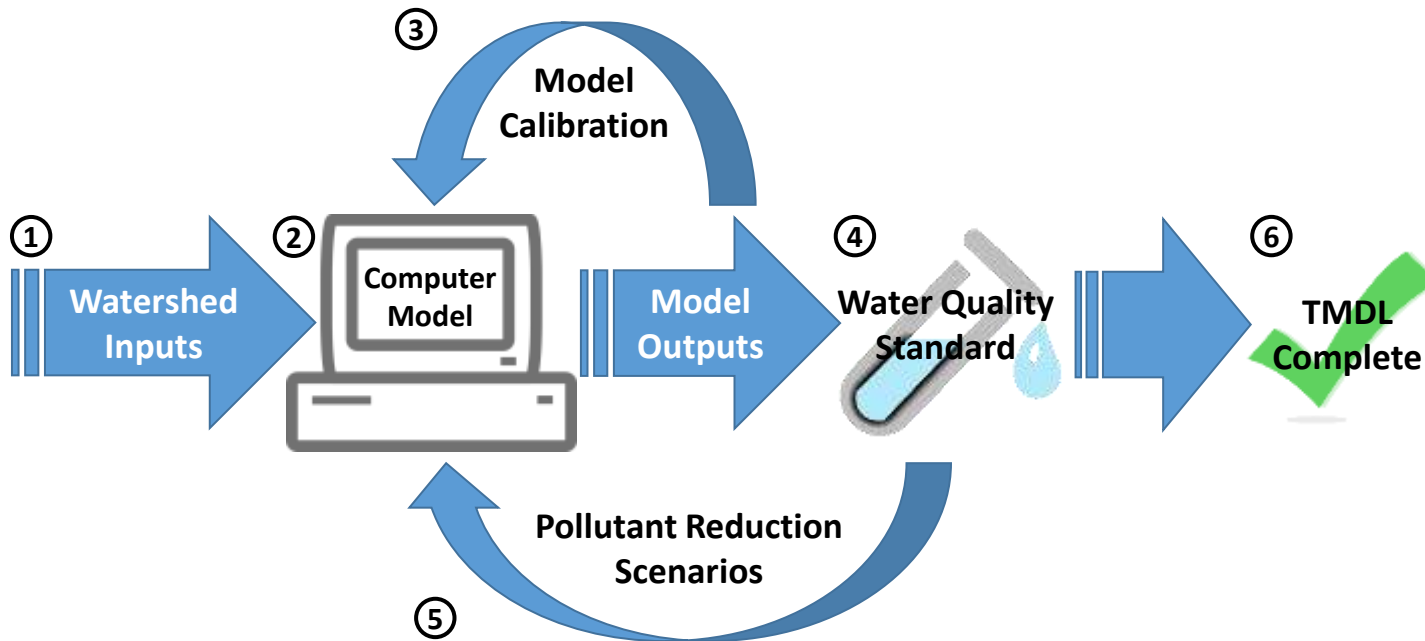 ③
Model
Calibration
①
Watershed
Inputs
②
Computer
Model
Model
Outputs
④
Water Quality
Standard
⑥
TMDL
Complete
Pollutant Reduction
Scenarios
⑤